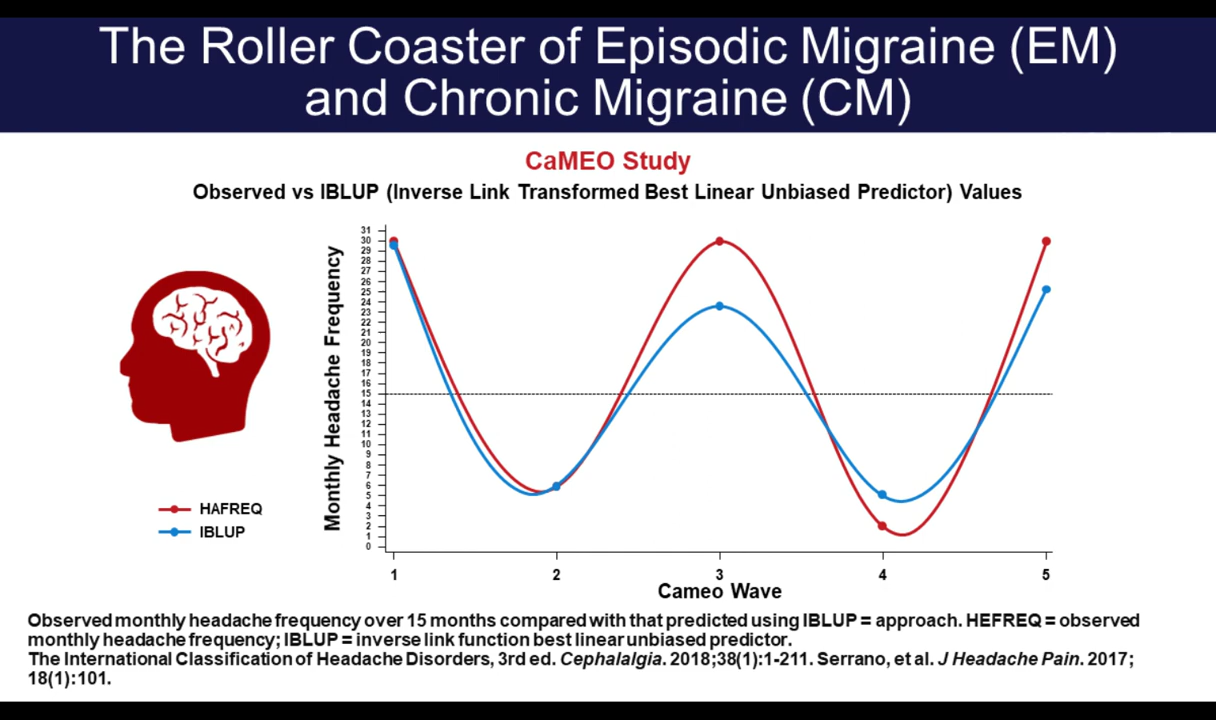 The Roller Coaster of Episodic Migraine (EM)
and Chronic Migraine (CM)
CaMEO Study
Observed vs IBLUP (Inverse Link Transformed Best Linear Unbiased Predictor) Values
Monthly Headache Frequency
31
30
29
28
27
26
25
24
23
22
21
20
19
18
17
16
15
14
13
12
11
10
9
8
7
6
5
4
3
2
1
0
HAFREQ
IBLUP
1 2 3 4 5
Cameo Wave
Observed monthly headache frequency over 15 months compared with that predicted using IBLUP = approach. HEFREQ = observed
monthly headache frequency; IBLUP = inverse link function best linear unbiased predictor.
The International Classification of Headache Disorders, 3rd ed. Cephalalgia. 2018;38(1):1-211. Serrano, et al. J Headache Pain. 2017;
18(1):101.